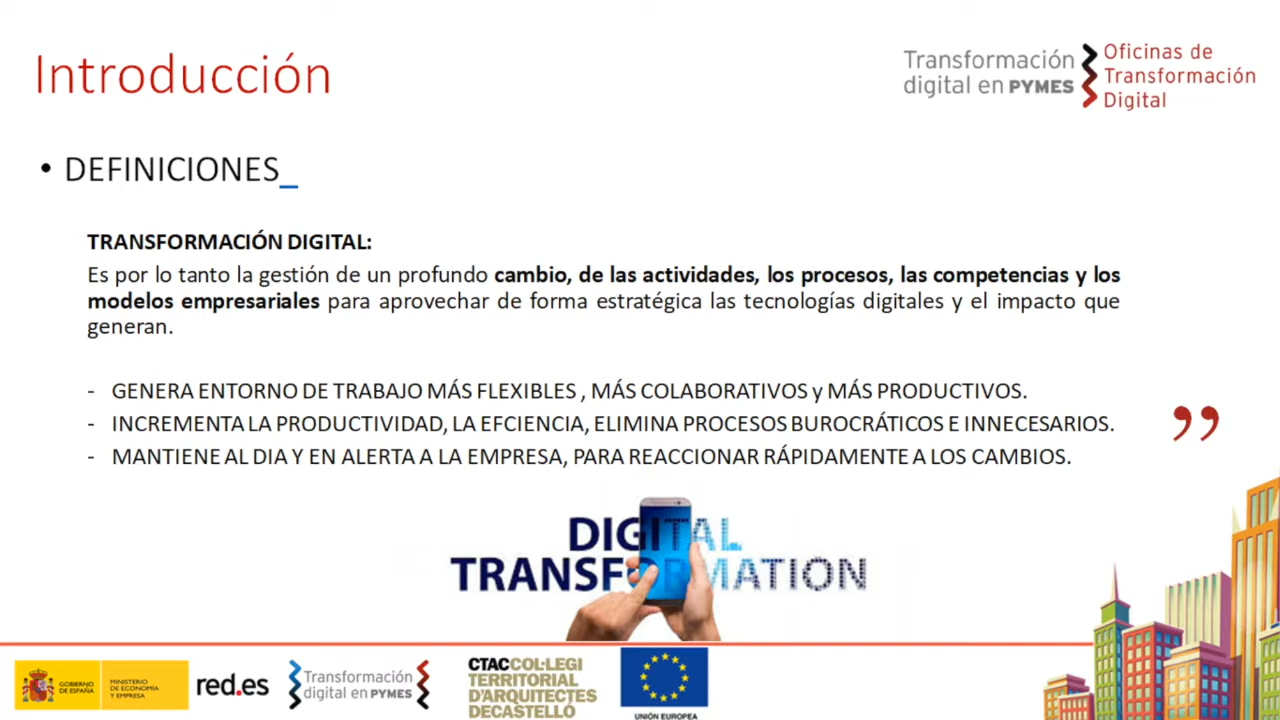 Introducción
Transformación
digital en PYMES
Oficinas de
Transformación
Digital
• DEFINICIONES_
TRANSFORMACIÓN DIGITAL:
Es por lo tanto la gestión de un profundo cambio, de las actividades, los procesos, las competencias y los
modelos empresariales para aprovechar de forma estratégica las tecnologías digitales y el impacto que
generan.
- GENERA ENTORNO DE TRABAJO MÁS FLEXIBLES , MÁS COLABORATIVOS y MÁS PRODUCTIVOS.
- INCREMENTA LA PRODUCTIVIDAD, LA EFCIENCIA, ELIMINA PROCESOS BUROCRÁTICOS E INNECESARIOS.
- MANTIENE AL DIA Y EN ALERTA A LA EMPRESA, PARA REACCIONAR RÁPIDAMENTE A LOS CAMBIOS.
”
DIGITAL
TRANSFORMATION
GOBIERNO
DE ESPAÑA
MINISTERIO
DE ECONOMÍA
Y EMPRESA
red.es
Transformación
digital en PYMES
CTACCOL·LEGI
TERRITORIAL
D'ARQUITECTES
DECASTELLÓ
UNIÓN EUROPEA